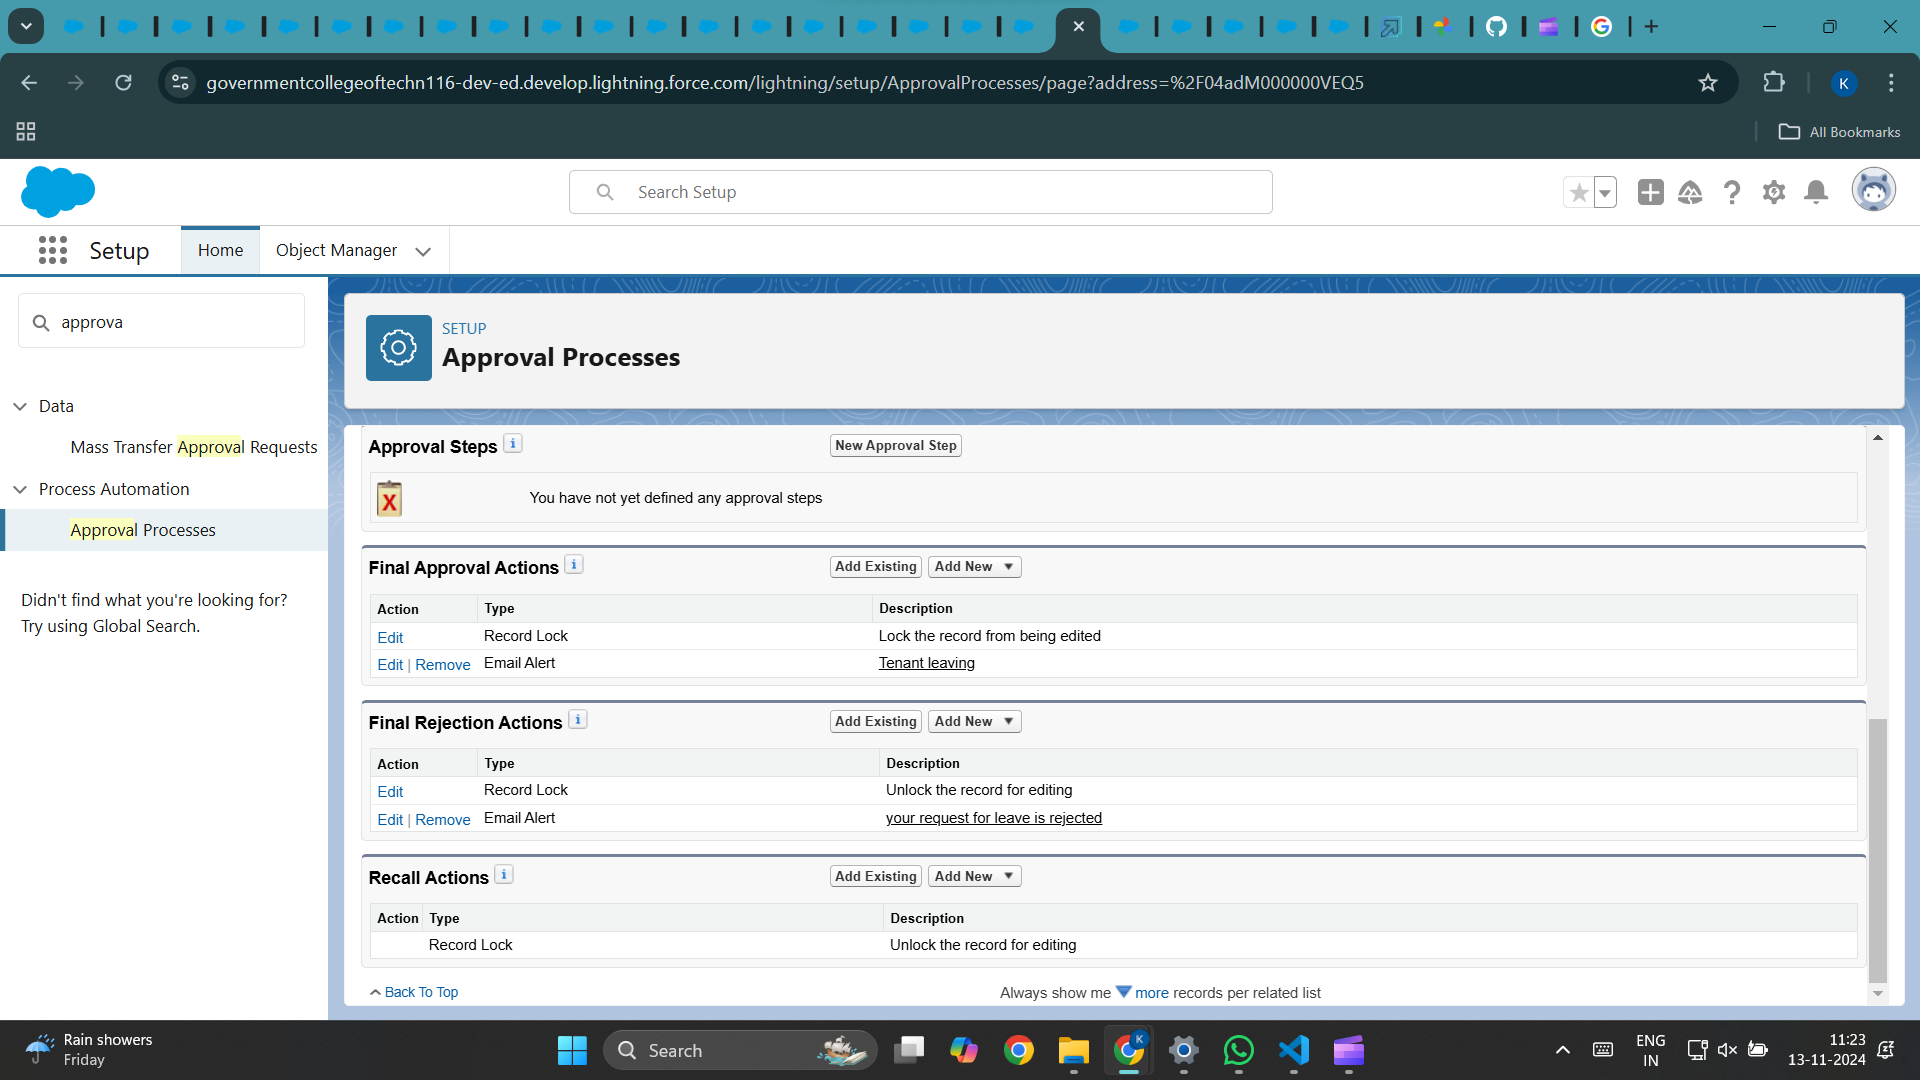 governmentcollegeoftechn116-dev-ed.develop.lightning.force.com/lightning/setup/ApprovalProcesses/page?address=%2F04adM000000VEQ5
K
All Bookmarks
Search Setup
Setup
Home
Object Manager
approva
Data
Mass Transfer Approval Requests
Process Automation
Approval Processes
Didn't find what you're looking for?
Try using Global Search.
SETUP
Approval Processes
Approval Steps i
New Approval Step
X
You have not yet defined any approval steps
Final Approval Actions i
Add Existing Add New
Action Type Description
Edit Record Lock Lock the record from being edited
Edit | Remove Email Alert Tenant leaving
Final Rejection Actions i
Add Existing Add New
Action Type Description
Edit Record Lock Unlock the record for editing
Edit | Remove Email Alert your request for leave is rejected
Recall Actions i
Add Existing Add New
Action Type Description
Record Lock Unlock the record for editing
Back To Top
Always show me more records per related list
Rain showers
Friday
Search
K
ENG
IN
11:23
13-11-2024